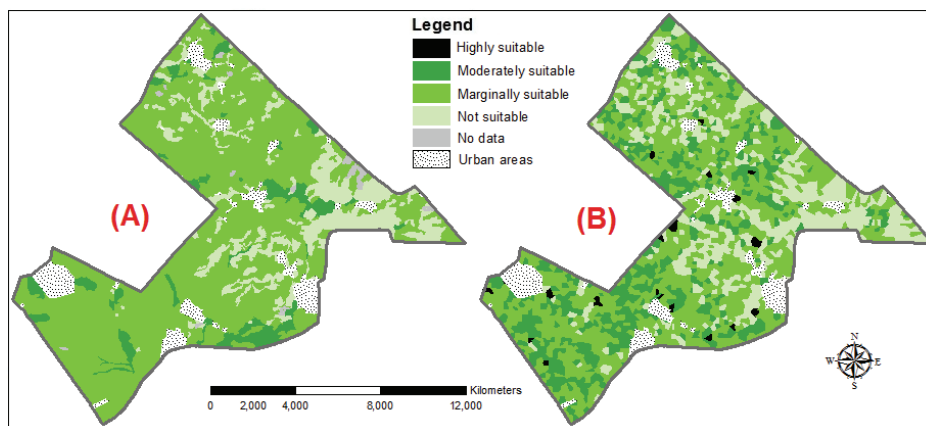 Legend
Highly suitable
Moderately suitable
Marginally suitable
Not suitable
No data
Urban areas
(A)
(B)
N
W E
S
Kilometers
0 2,000 4,000 8,000 12,000